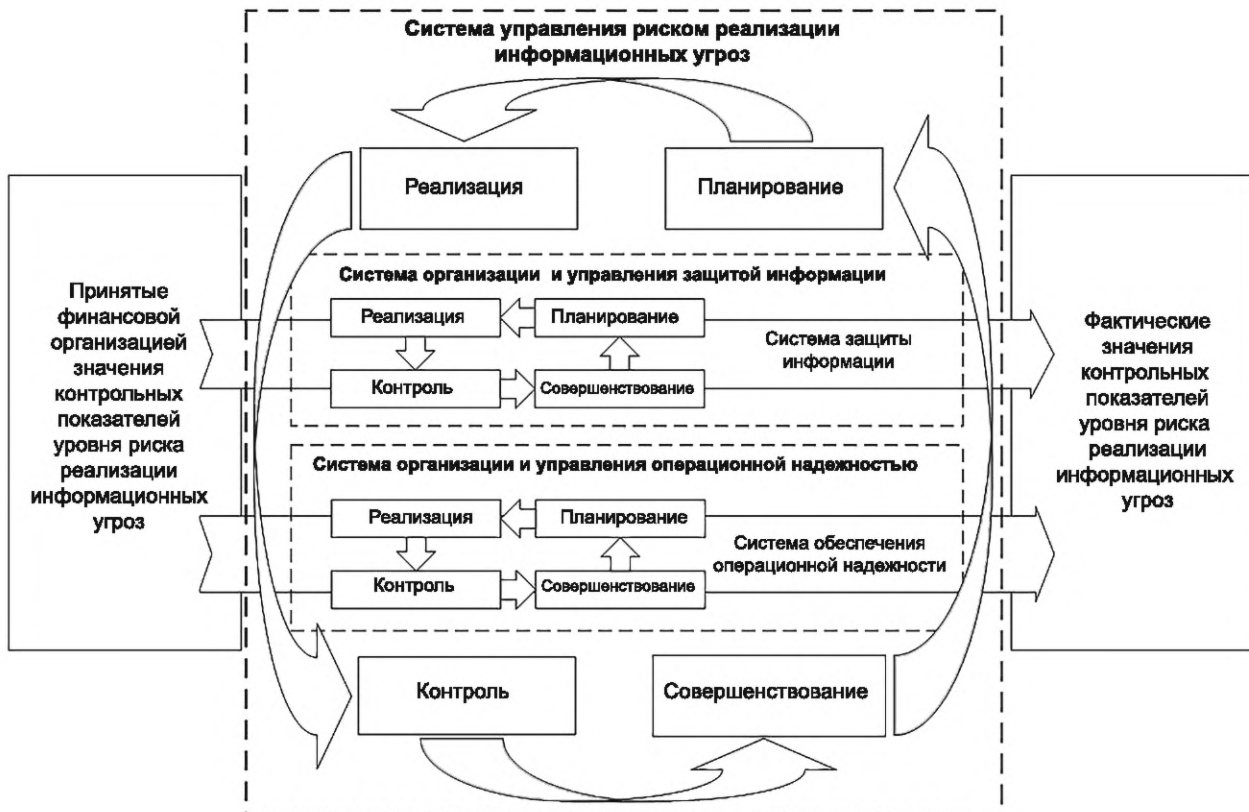 Система управления риском реализации
информационных угроз
Реализация
Планирование
Принятые
финансовой
организацией
значения
контрольных
показателей
уровня риска
реализации
информационных
угроз
Система организации и управления защитой информации
Реализация
Планирование
Контроль
Совершенствование
Система защиты
информации
Система организации и управления операционной надежностью
Реализация
Планирование
Контроль
Совершенствование
Система обеспечения
операционной надежности
Фактические
значения
контрольных
показателей
уровня риска
реализации
информационных
угроз
Контроль
Совершенствование